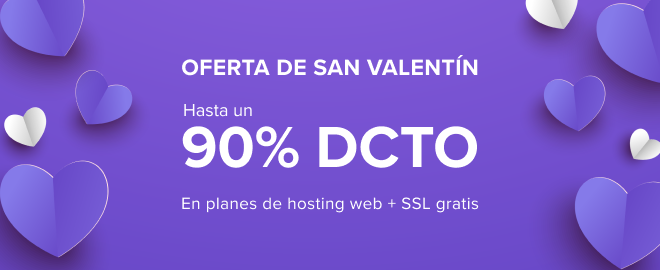 OFERTA DE SAN VALENTÍN
Hasta un
90% DCTO
En planes de hosting web + SSL gratis